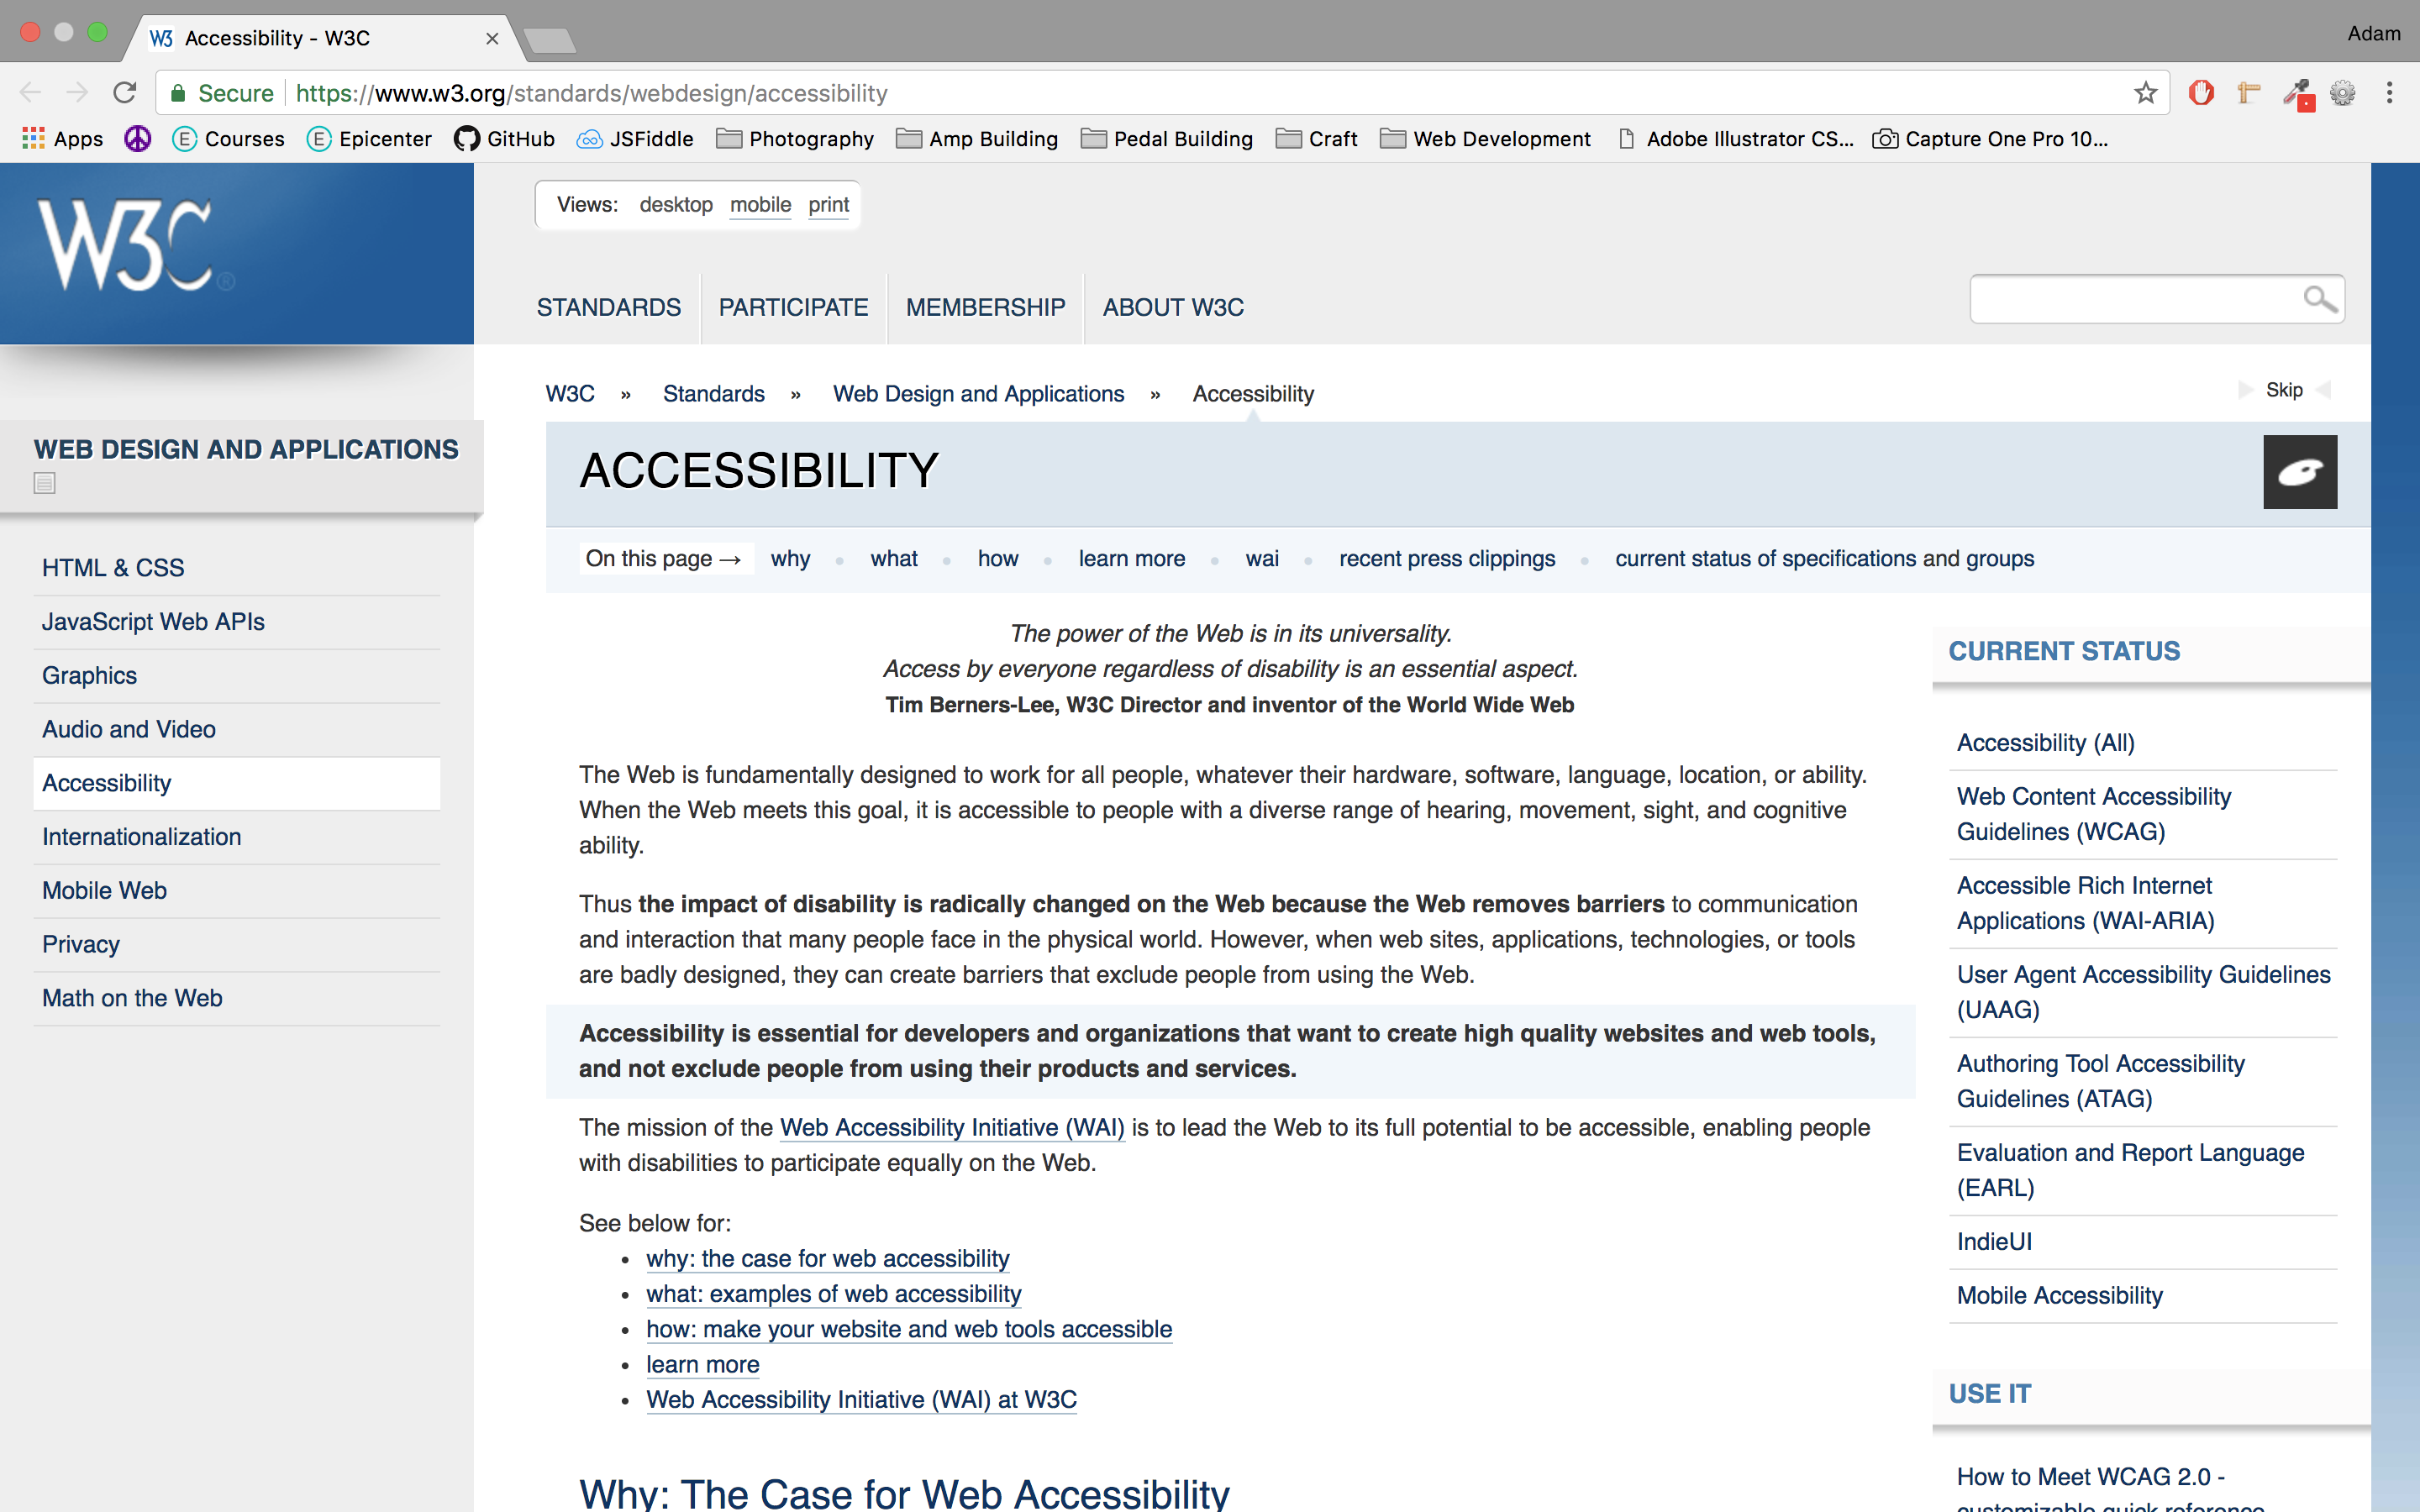 Accessibility - W3C
Adam
Secure https://www.w3.org/standards/webdesign/accessibility
Apps Courses Epicenter GitHub JSFiddle Photography Amp Building Pedal Building Craft Web Development Adobe Illustrator CS... Capture One Pro 10...
W3C®
Views: desktop mobile print
STANDARDS PARTICIPATE MEMBERSHIP ABOUT W3C
W3C » Standards » Web Design and Applications » Accessibility
Skip
WEB DESIGN AND APPLICATIONS
HTML & CSS
JavaScript Web APIs
Graphics
Audio and Video
Accessibility
Internationalization
Mobile Web
Privacy
Math on the Web
ACCESSIBILITY
On this page → why • what • how • learn more • wai • recent press clippings • current status of specifications and groups
The power of the Web is in its universality.
Access by everyone regardless of disability is an essential aspect.
Tim Berners-Lee, W3C Director and inventor of the World Wide Web
The Web is fundamentally designed to work for all people, whatever their hardware, software, language, location, or ability.
When the Web meets this goal, it is accessible to people with a diverse range of hearing, movement, sight, and cognitive
ability.
Thus the impact of disability is radically changed on the Web because the Web removes barriers to communication
and interaction that many people face in the physical world. However, when web sites, applications, technologies, or tools
are badly designed, they can create barriers that exclude people from using the Web.
Accessibility is essential for developers and organizations that want to create high quality websites and web tools,
and not exclude people from using their products and services.
The mission of the Web Accessibility Initiative (WAI) is to lead the Web to its full potential to be accessible, enabling people
with disabilities to participate equally on the Web.
See below for:
• why: the case for web accessibility
• what: examples of web accessibility
• how: make your website and web tools accessible
• learn more
• Web Accessibility Initiative (WAI) at W3C
Why: The Case for Web Accessibility
CURRENT STATUS
Accessibility (All)
Web Content Accessibility
Guidelines (WCAG)
Accessible Rich Internet
Applications (WAI-ARIA)
User Agent Accessibility Guidelines
(UAAG)
Authoring Tool Accessibility
Guidelines (ATAG)
Evaluation and Report Language
(EARL)
IndieUI
Mobile Accessibility
USE IT
How to Meet WCAG 2.0 -
customizable quick reference